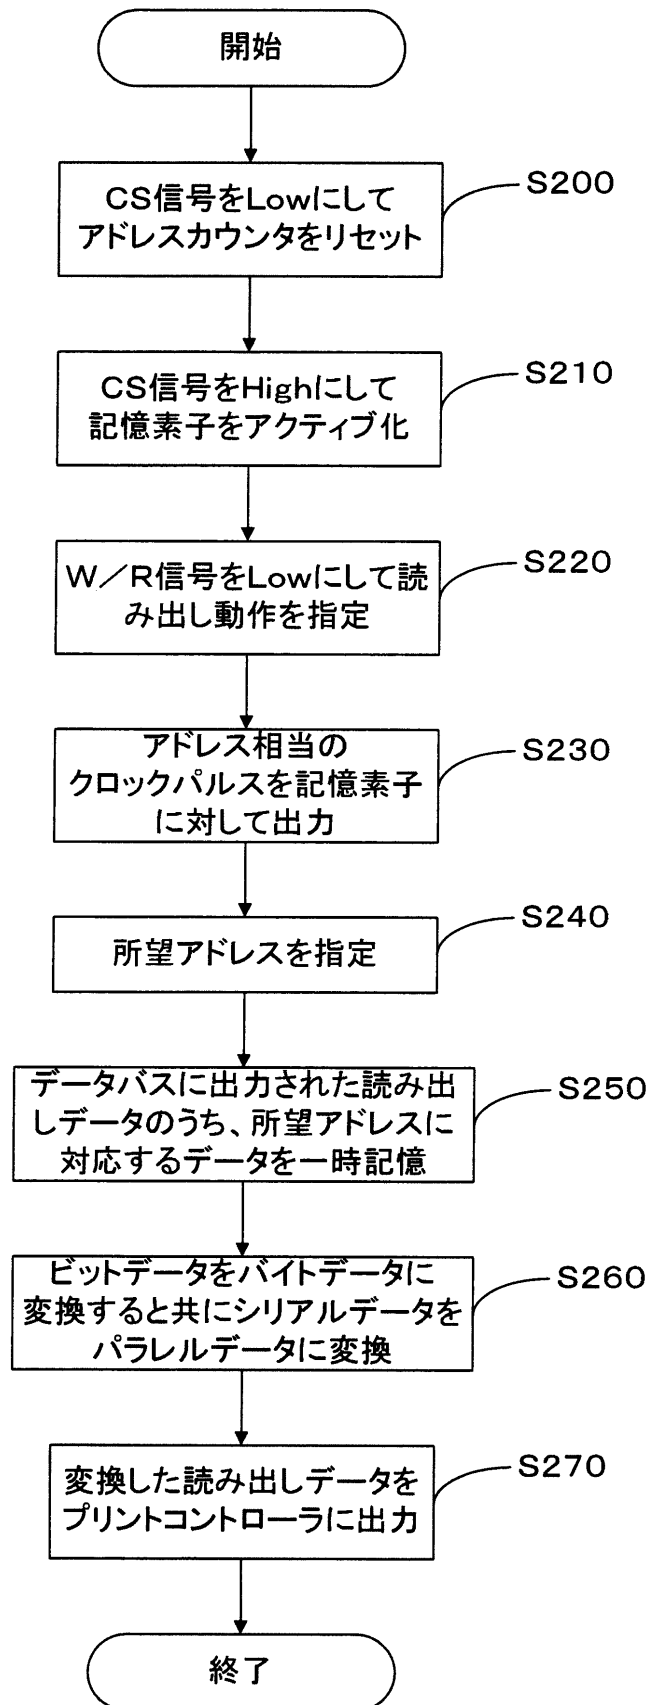 開始
CS信号をLowにして
アドレスカウンタをリセット
S200
CS信号をHighにして
記憶素子をアクティブ化
S210
W/R信号をLowにして読
み出し動作を指定
S220
アドレス相当の
クロックパルスを記憶素子
に対して出力
S230
所望アドレスを指定
S240
データバスに出力された読み出
しデータのうち、所望アドレスに
対応するデータを一時記憶
S250
ビットデータをバイトデータに
変換すると共にシリアルデータを
パラレルデータに変換
S260
変換した読み出しデータを
プリントコントローラに出力
S270
終了